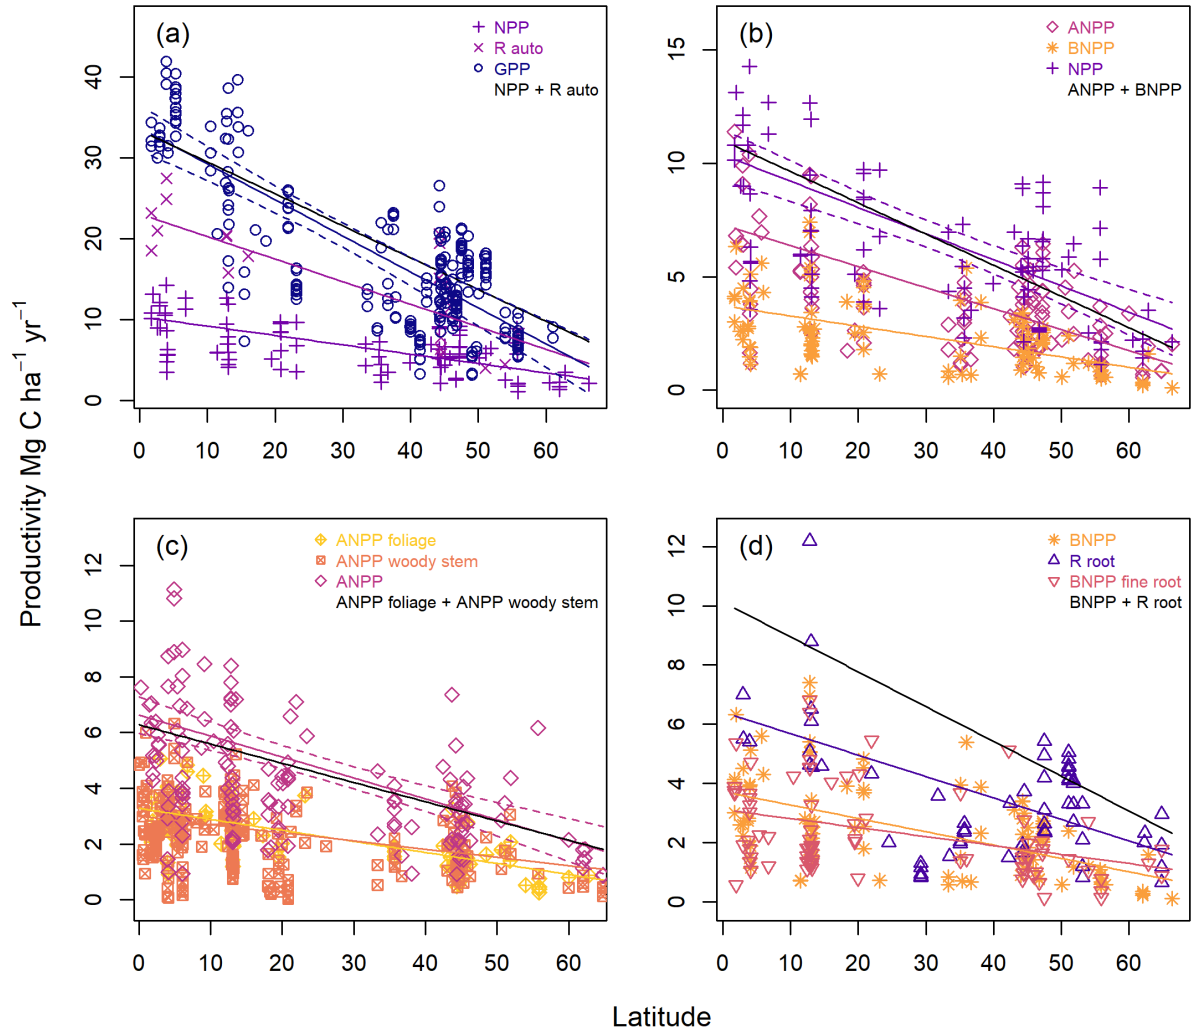 (a)
NPP
R auto
GPP
NPP + R auto
0 10 20 30 40
0 10 20 30 40 50 60
(b)
ANPP
BNPP
NPP
ANPP + BNPP
0 5 10 15
0 10 20 30 40 50 60
(c)
ANPP foliage
ANPP woody stem
ANPP
ANPP foliage + ANPP woody stem
0 2 4 6 8 10 12
0 10 20 30 40 50 60
(d)
BNPP
R root
BNPP fine root
BNPP + R root
0 2 4 6 8 10 12
0 10 20 30 40 50 60
Productivity Mg C ha⁻¹ yr⁻¹
Latitude